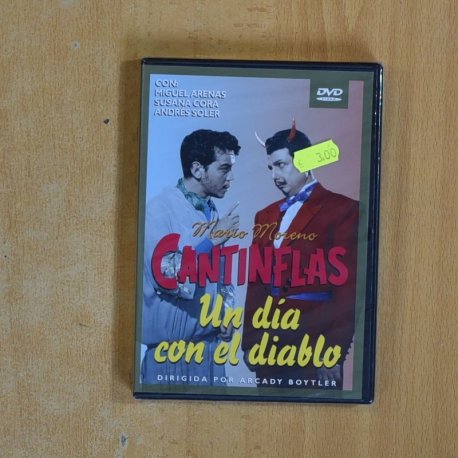 CON:
MIGUEL ARENAS
SUSANA CORA
ANDRES SOLER
DVD
VIDEO
€ 3,00
Mario Moreno
CANTINFLAS
Un día
con el diablo
DIRIGIDA POR ARCADY BOYTLER